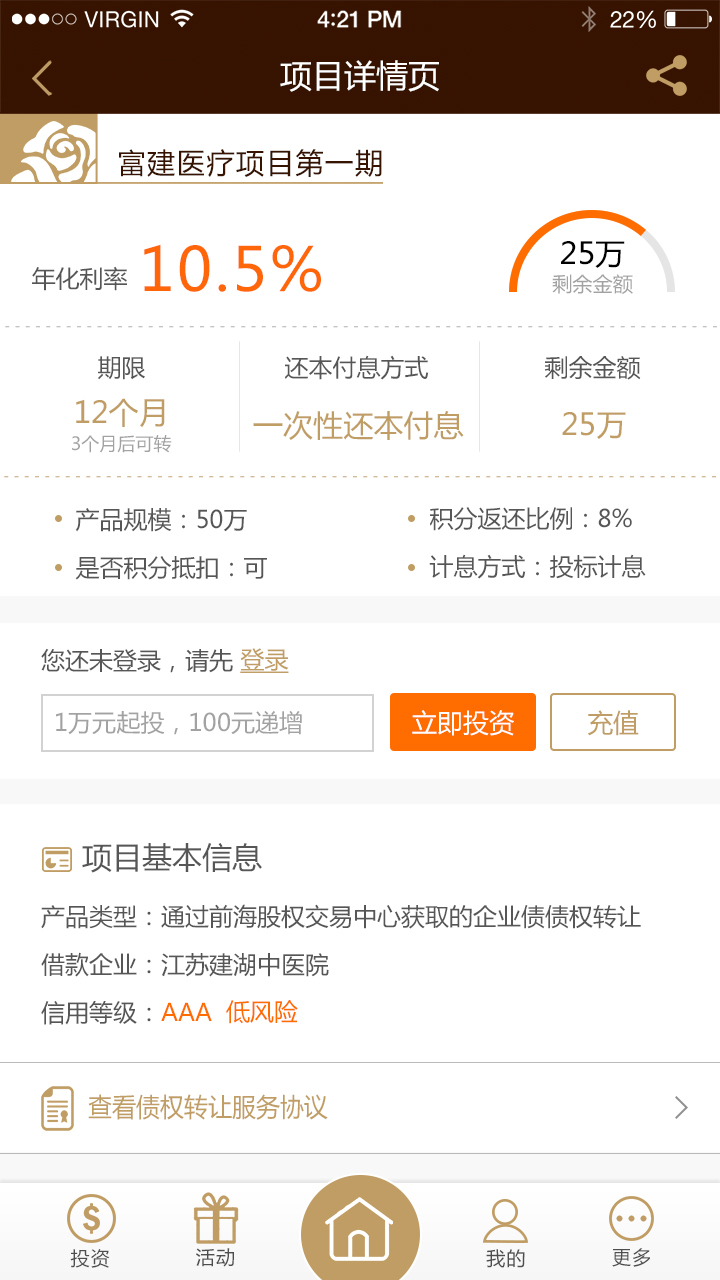 VIRGIN 4:21 PM 22%
项目详情页
富建医疗项目第一期
年化利率 10.5%
25万
剩余金额
期限 还本付息方式 剩余金额
12个月 一次性还本付息 25万
3个月后可转
• 产品规模：50万 • 积分返还比例：8%
• 是否积分抵扣：可 • 计息方式：投标计息
您还未登录，请先 登录
1万元起投，100元递增 立即投资 充值
项目基本信息
产品类型：通过前海股权交易中心获取的企业债债权转让
借款企业：江苏建湖中医院
信用等级：AAA 低风险
查看债权转让服务协议
投资 活动 我的 更多